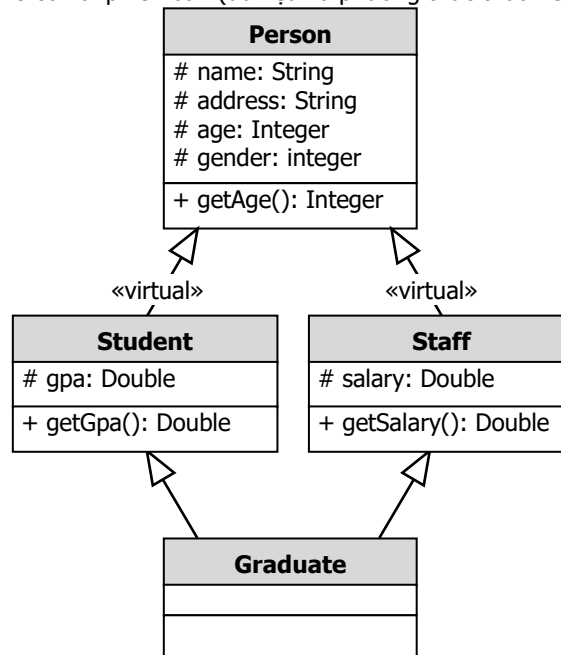 Person
# name: String
# address: String
# age: Integer
# gender: integer
+ getAge(): Integer
«virtual» «virtual»
Student Staff
# gpa: Double # salary: Double
+ getGpa(): Double + getSalary(): Double
Graduate